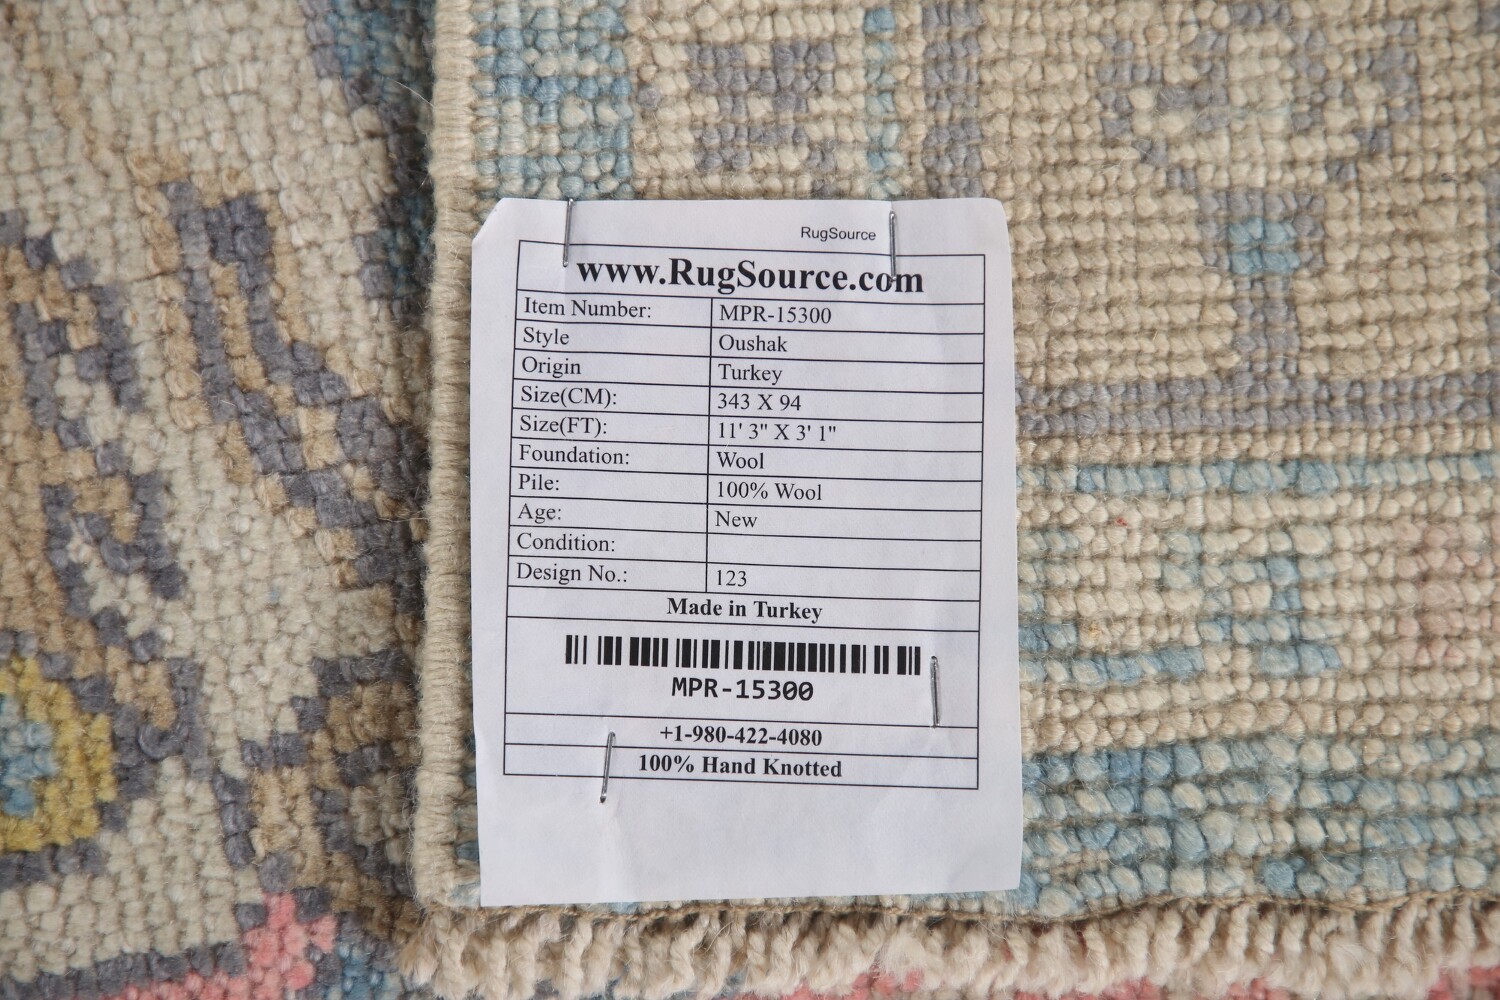 RugSource
www.RugSource.com
Item Number: MPR-15300
Style Oushak
Origin Turkey
Size(CM): 343 X 94
Size(FT): 11' 3" X 3' 1"
Foundation: Wool
Pile: 100% Wool
Age: New
Condition:
Design No.: 123
Made in Turkey
MPR-15300
+1-980-422-4080
100% Hand Knotted